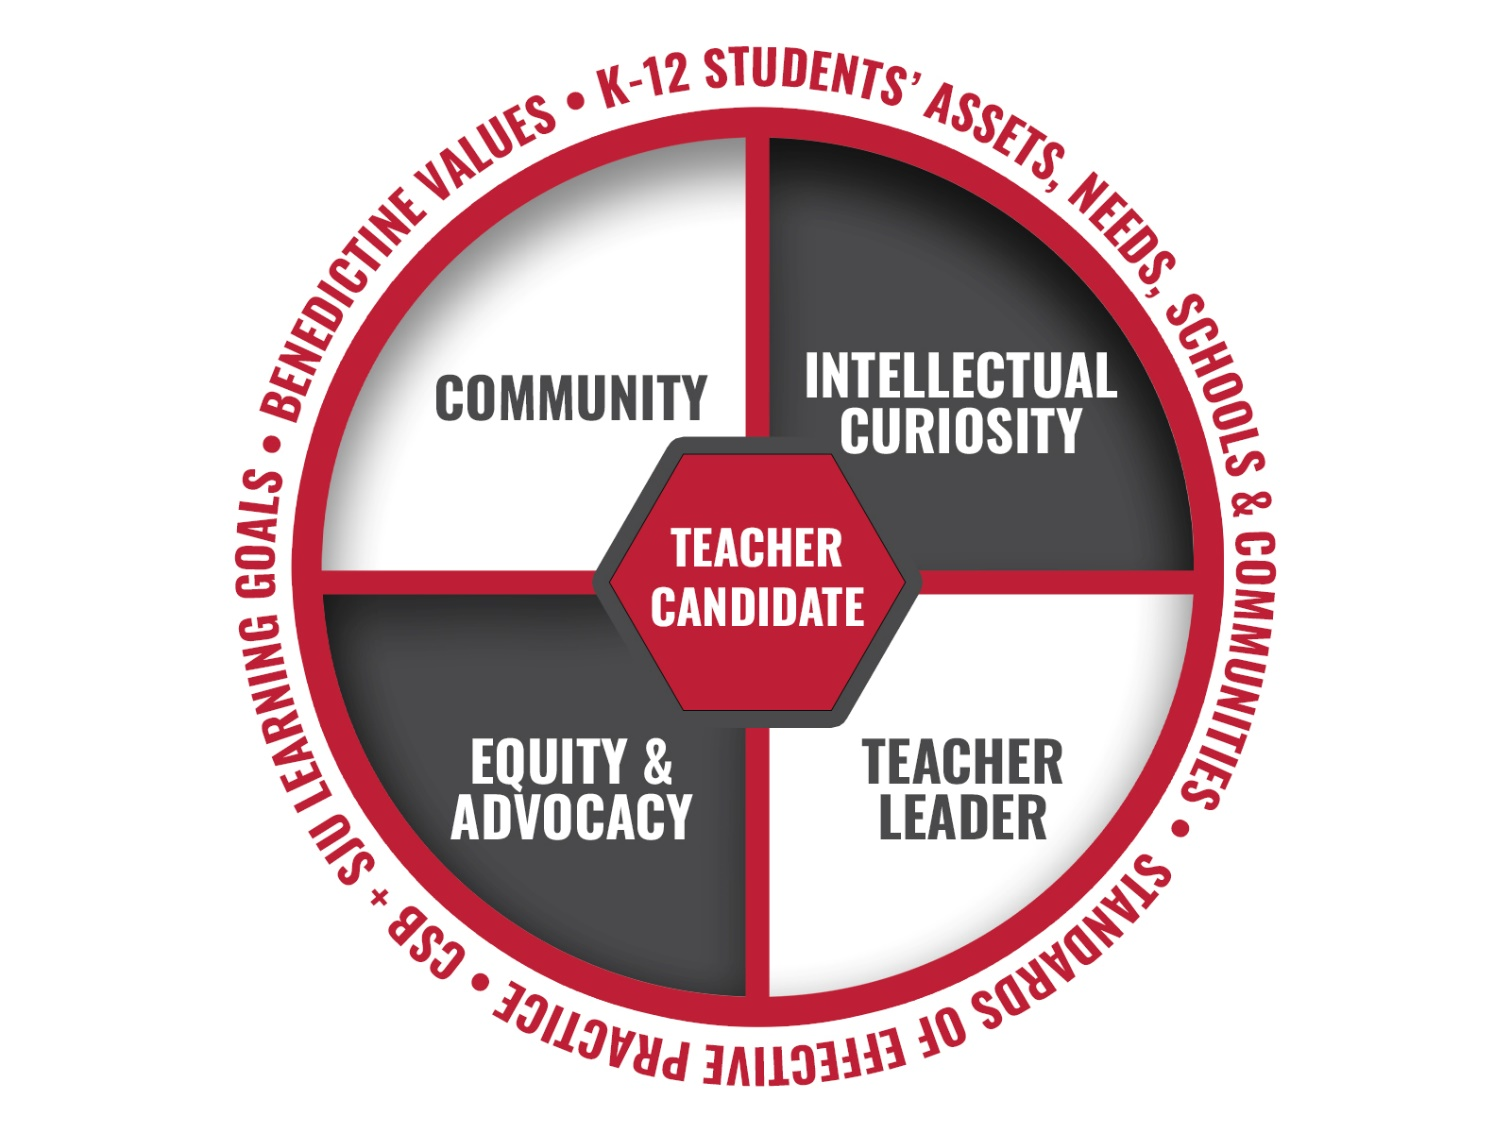 • BENEDICTINE VALUES • K-12 STUDENTS’ ASSETS, NEEDS, SCHOOLS & COMMUNITIES • STANDARDS OF EFFECTIVE PRACTICE • CSB + SJU LEARNING GOALS
COMMUNITY
INTELLECTUAL
CURIOSITY
TEACHER
CANDIDATE
EQUITY &
ADVOCACY
TEACHER
LEADER